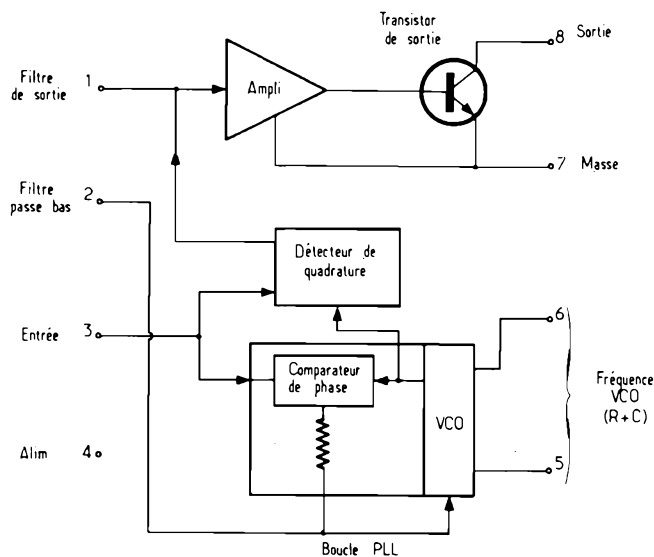 Transistor
de sortie
8 Sortie
Filtre
de sortie 1
Ampli
7 Masse
Filtre
passe bas 2
Détecteur de
quadrature
Entrée 3
6
Comparateur
de phase
VCO
Fréquence
VCO
(R+C)
Alim 4
5
Boucle PLL